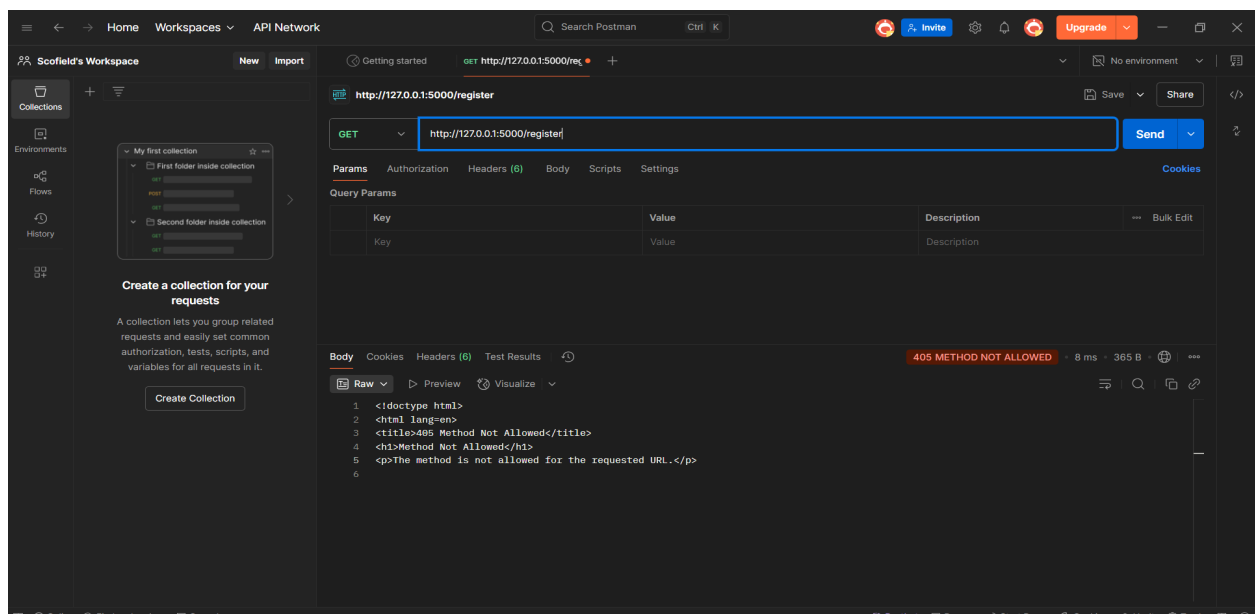 Home Workspaces API Network
Search Postman Ctrl K
Invite
Upgrade
Scofield's Workspace New Import
Getting started GET http://127.0.0.1:5000/reg
No environment
Collections
Environments
Flows
History
My first collection
First folder inside collection
GET
POST
GET
Second folder inside collection
GET
GET
Create a collection for your
requests
A collection lets you group related
requests and easily set common
authorization, tests, scripts, and
variables for all requests in it.
Create Collection
HTTP http://127.0.0.1:5000/register
Save Share
GET http://127.0.0.1:5000/register
Send
Params Authorization Headers (6) Body Scripts Settings
Cookies
Query Params
Key Value Description Bulk Edit
Key Value Description
Body Cookies Headers (6) Test Results
405 METHOD NOT ALLOWED 8 ms 365 B
Raw Preview Visualize
1 <!doctype html>
2 <html lang=en>
3 <title>405 Method Not Allowed</title>
4 <h1>Method Not Allowed</h1>
5 <p>The method is not allowed for the requested URL.</p>
6